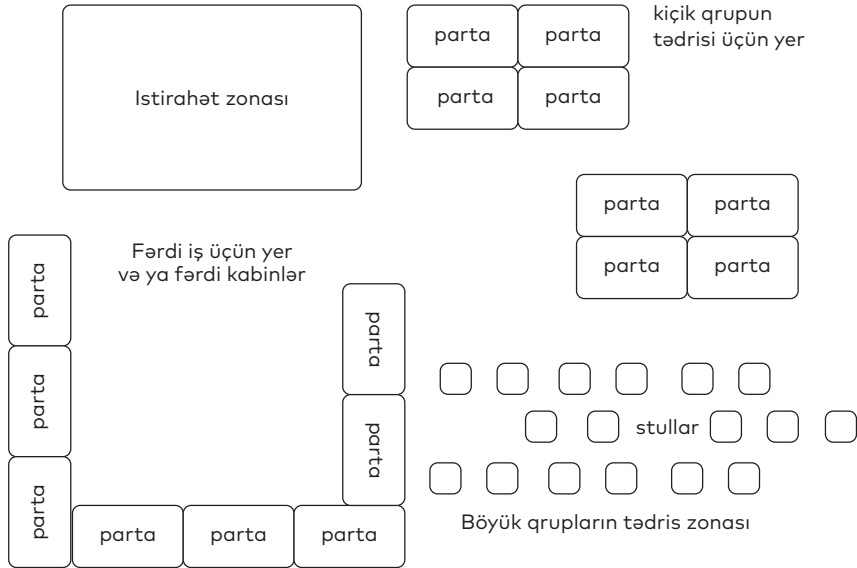 kiçik qrupun
tədrisi üçün yer
parta parta
parta parta
Istirahət zonası
parta parta
parta parta
Fərdi iş üçün yer
və ya fərdi kabinlər
parta
parta
parta
parta
parta
parta parta parta
stullar
Böyük qrupların tədris zonası